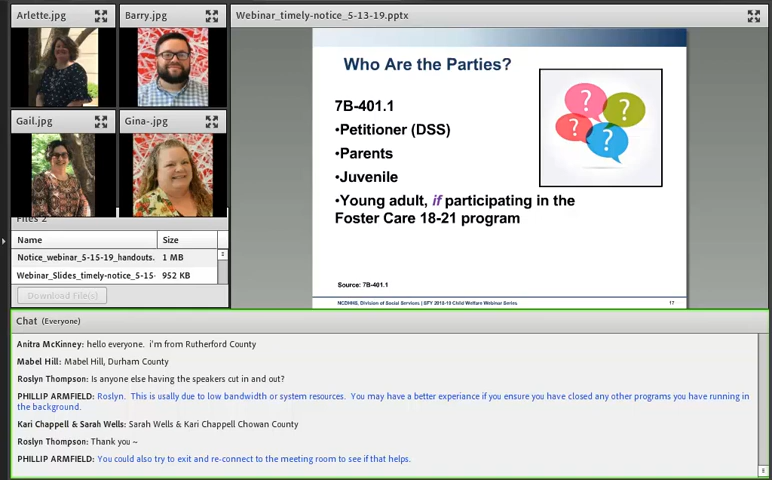 Arlette.jpg
Barry.jpg
Webinar_timely-notice_5-13-19.pptx
Gail.jpg
Gina-.jpg
Who Are the Parties?
7B-401.1
•Petitioner (DSS)
•Parents
•Juvenile
•Young adult, if participating in the
Foster Care 18-21 program
? ? ? ?
Source: 7B-401.1
NCDHHS, Division of Social Services | SFY 2018-2019 Child Welfare Webinar Series
17
Files 2
Name
Size
Notice_webinar_5-15-19_handouts.
1 MB
Webinar_Slides_timely-notice_5-15-
952 KB
Download File(s)
Chat (Everyone)
Anitra McKinney: hello everyone. i'm from Rutherford County
Mabel Hill: Mabel Hill, Durham County
Roslyn Thompson: Is anyone else having the speakers cut in and out?
PHILLIP ARMFIELD: Roslyn. This is usally due to low bandwidth or system resources. You may have a better experiance if you ensure you have closed any other programs you have running in
the background.
Kari Chappell & Sarah Wells: Sarah Wells & Kari Chappell Chowan County
Roslyn Thompson: Thank you ~
PHILLIP ARMFIELD: You could also try to exit and re-connect to the meeting room to see if that helps.